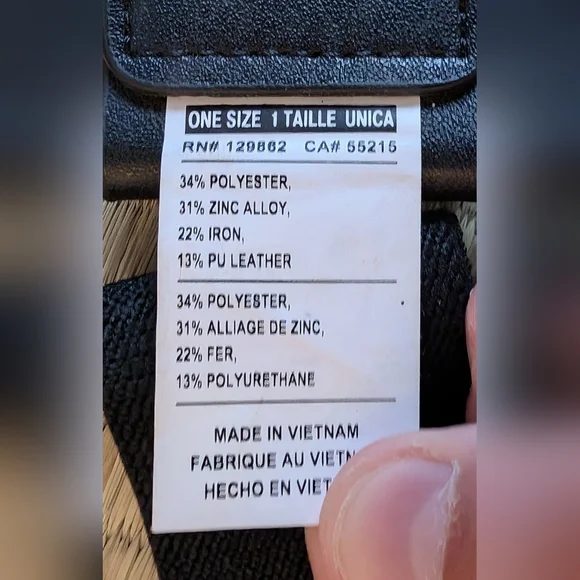 ONE SIZE 1 TAILLE UNICA
RN# 129862 CA# 55215
34% POLYESTER,
31% ZINC ALLOY,
22% IRON,
13% PU LEATHER
34% POLYESTER,
31% ALLIAGE DE ZINC,
22% FER,
13% POLYURETHANE
MADE IN VIETNAM
FABRIQUE AU
HECHO EN